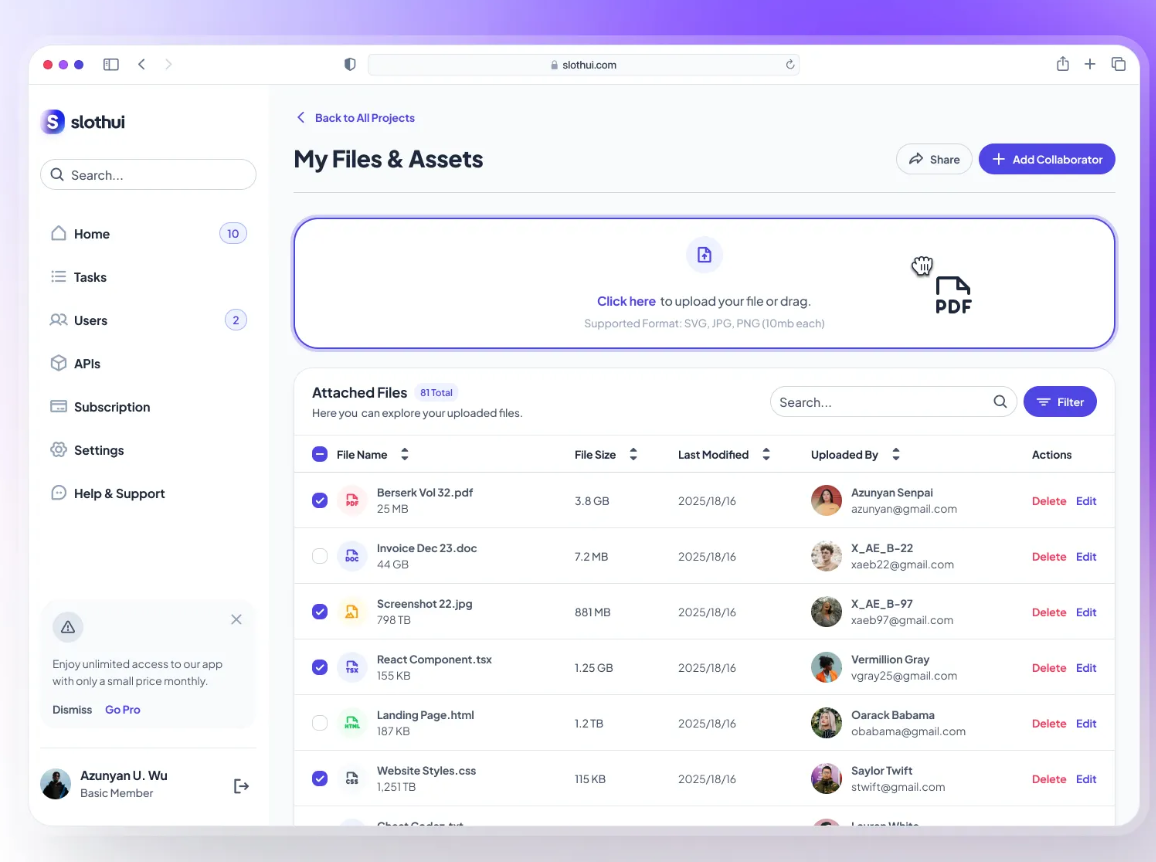 slothui.com
S slothui
Search...
Home 10
Tasks
Users 2
APIs
Subscription
Settings
Help & Support
Enjoy unlimited access to our app
with only a small price monthly.
Dismiss Go Pro
Azunyan U. Wu
Basic Member
Back to All Projects
My Files & Assets
Share
Add Collaborator
Click here to upload your file or drag.
Supported Format: SVG, JPG, PNG (10mb each)
PDF
Attached Files 81 Total
Here you can explore your uploaded files.
Search...
Filter
File Name File Size Last Modified Uploaded By Actions
PDF Berserk Vol 32.pdf
25 MB
3.8 GB 2025/18/16
Azunyan Senpai
azunyan@gmail.com
Delete Edit
DOC Invoice Dec 23.doc
44 GB
7.2 MB 2025/18/16
X_AE_B-22
xaeb22@gmail.com
Delete Edit
Screenshot 22.jpg
798 TB
881 MB 2025/18/16
X_AE_B-97
xaeb97@gmail.com
Delete Edit
TSX React Component.tsx
155 KB
1.25 GB 2025/18/16
Vermillion Gray
vgray25@gmail.com
Delete Edit
HTML Landing Page.html
187 KB
1.2 TB 2025/18/16
Oarack Babama
obabama@gmail.com
Delete Edit
CSS Website Styles.css
1,251 TB
115 KB 2025/18/16
Saylor Twift
stwift@gmail.com
Delete Edit